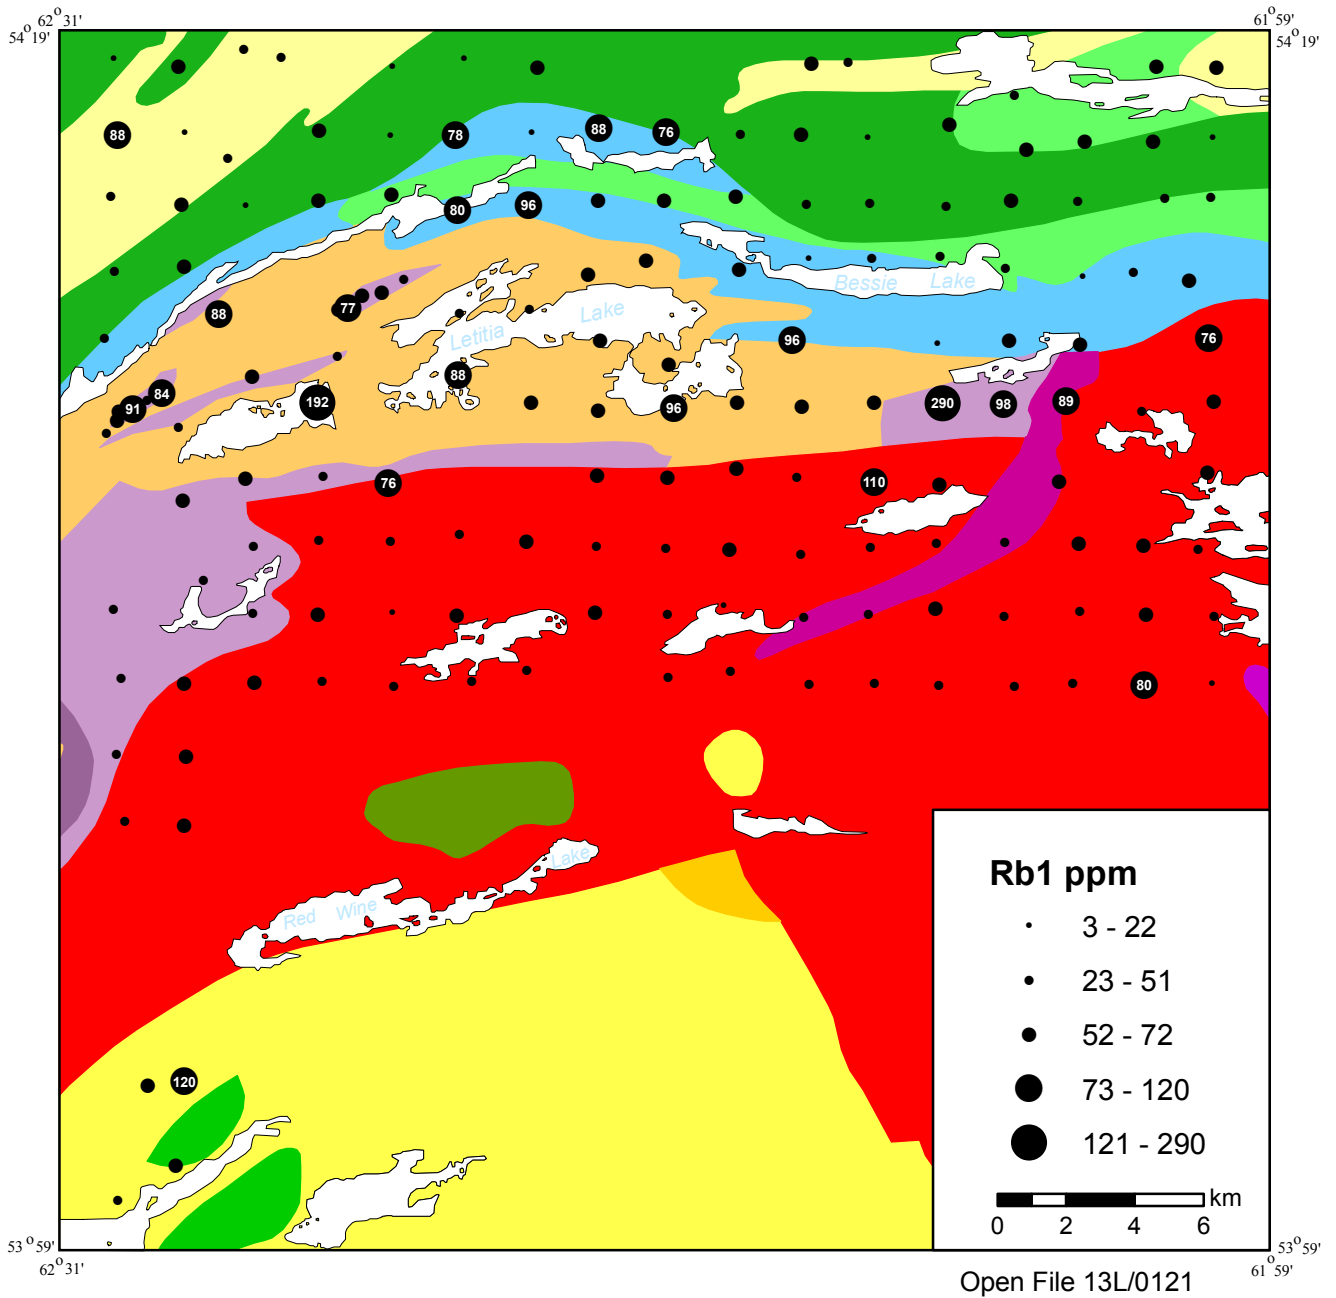 62° 31'
61° 59'
54° 19'
54° 19'
88
78
88
76
80
96
Bessie Lake
88
77
Letitia Lake
96
76
88
84
91
192
96
290
98
89
76
110
80
Red Wine Lake
Rb1 ppm
3 - 22
23 - 51
52 - 72
73 - 120
121 - 290
120
km
0 2 4 6
53° 59'
53° 59'
62° 31'
61° 59'
Open File 13L/0121